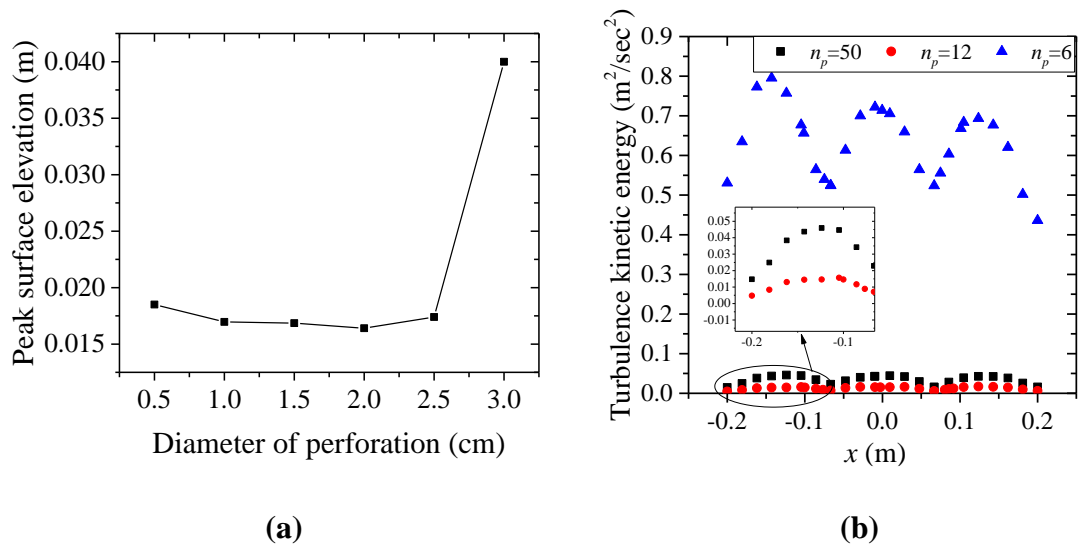 Peak surface elevation (m)
0.040
0.035
0.030
0.025
0.020
0.015
0.5 1.0 1.5 2.0 2.5 3.0
Diameter of perforation (cm)
(a)
Turbulence kinetic energy (m²/sec²)
0.9
0.8
0.7
0.6
0.5
0.4
0.3
0.2
0.1
0.0
n_p=50 n_p=12 n_p=6
0.05
0.04
0.03
0.02
0.01
0.00
-0.01
-0.2 -0.1
-0.2 -0.1 0.0 0.1 0.2
x (m)
(b)